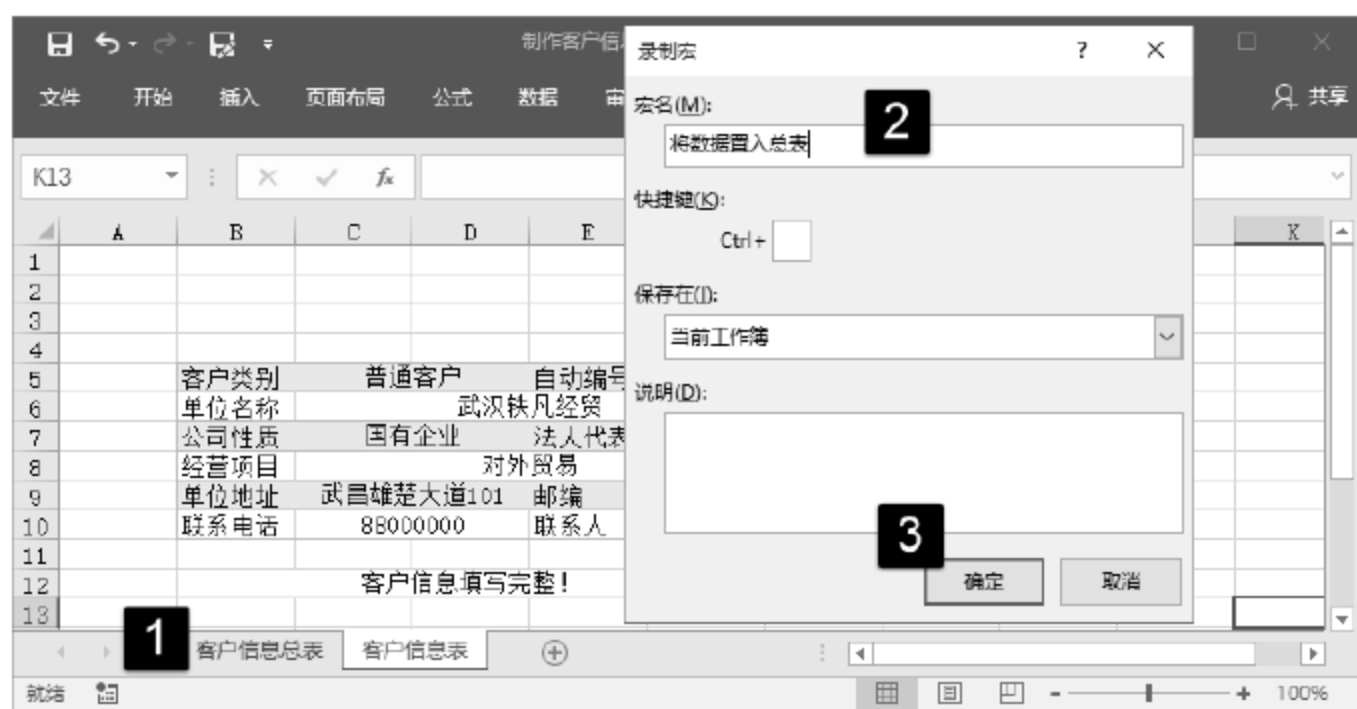 制作客户信
文件 开始 插入 页面布局 公式 数据 审 共享
K13 fx
A B C D E K
1
2
3
4
5 客户类别 普通客户 自动编号
6 单位名称 武汉铁凡经贸
7 公司性质 国有企业 法人代表
8 经营项目 对外贸易
9 单位地址 武昌雄楚大道101 邮编
10 联系电话 88000000 联系人
11
12 客户信息填写完整!
13
1 客户信息总表 客户信息表
就绪 100%
录制宏 ?
宏名(M):
2
将数据置入总表
快捷键(K):
Ctrl+
保存在(I):
当前工作簿
说明(D):
3
确定 取消